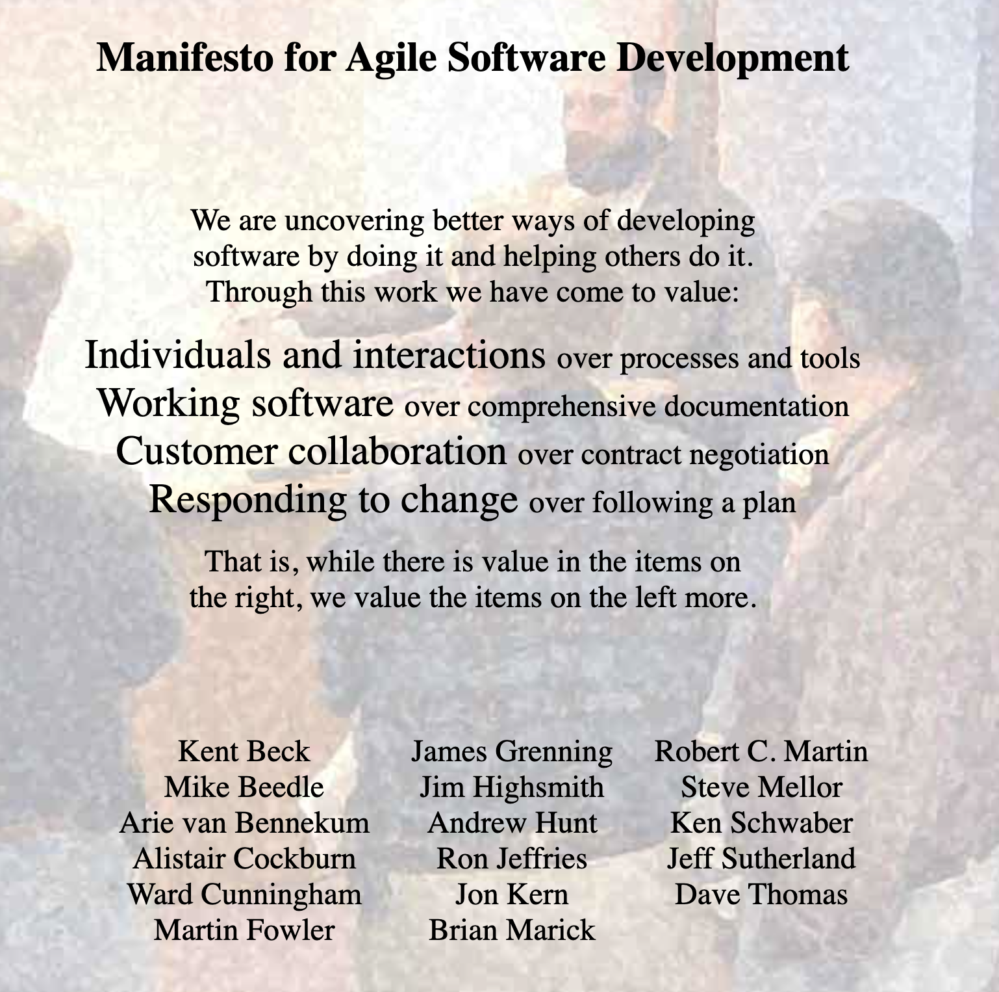 Manifesto for Agile Software Development
We are uncovering better ways of developing
software by doing it and helping others do it.
Through this work we have come to value:
Individuals and interactions over processes and tools
Working software over comprehensive documentation
Customer collaboration over contract negotiation
Responding to change over following a plan
That is, while there is value in the items on
the right, we value the items on the left more.
Kent Beck
Mike Beedle
Arie van Bennekum
Alistair Cockburn
Ward Cunningham
Martin Fowler
James Grenning
Jim Highsmith
Andrew Hunt
Ron Jeffries
Jon Kern
Brian Marick
Robert C. Martin
Steve Mellor
Ken Schwaber
Jeff Sutherland
Dave Thomas